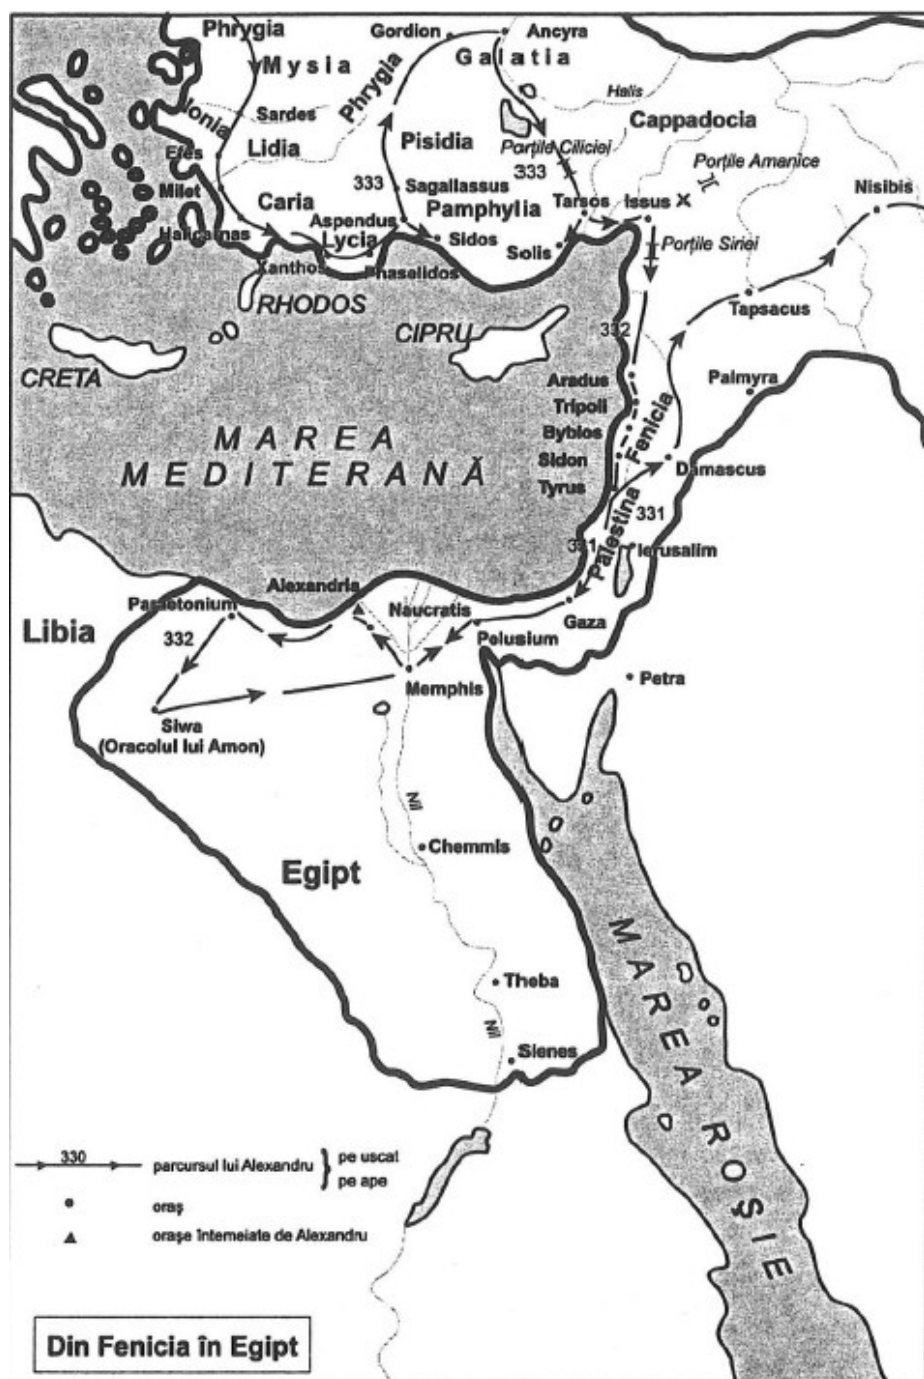 Phrygia
Gordion
Ancyra
Mysia
Galatia
Phrygia
Halis
Ionia
Sardes
Cappadocia
Efes
Lidia
Pisidia
Porțile Ciliciei
Porțile Amanice
Milet
333
Sagallassus
333
Nisibis
Caria
Pamphylia
Tarsos
Issus
Halicarnas
Aspendus
Lycia
Sidos
Solis
Porțile Siriei
Xanthos
Phaselidos
RHODOS
Tapsacus
CIPRU
332
CRETA
Aradus
Palmyra
Tripoli
Fenicia
MAREA
MEDITERANĂ
Byblos
Sidon
Damascus
Tyrus
331
Palestina
331
Ierusalim
Alexandria
Paraetonium
Naucratis
Libia
Gaza
332
Pelusium
Memphis
Petra
Siwa
(Oracolul lui Amon)
Nil
Chemmis
Egipt
MAREA ROȘIE
Theba
Nil
Sienes
330
parcursul lui Alexandru
pe uscat
pe ape
oraș
orașe întemeiate de Alexandru
Din Fenicia în Egipt